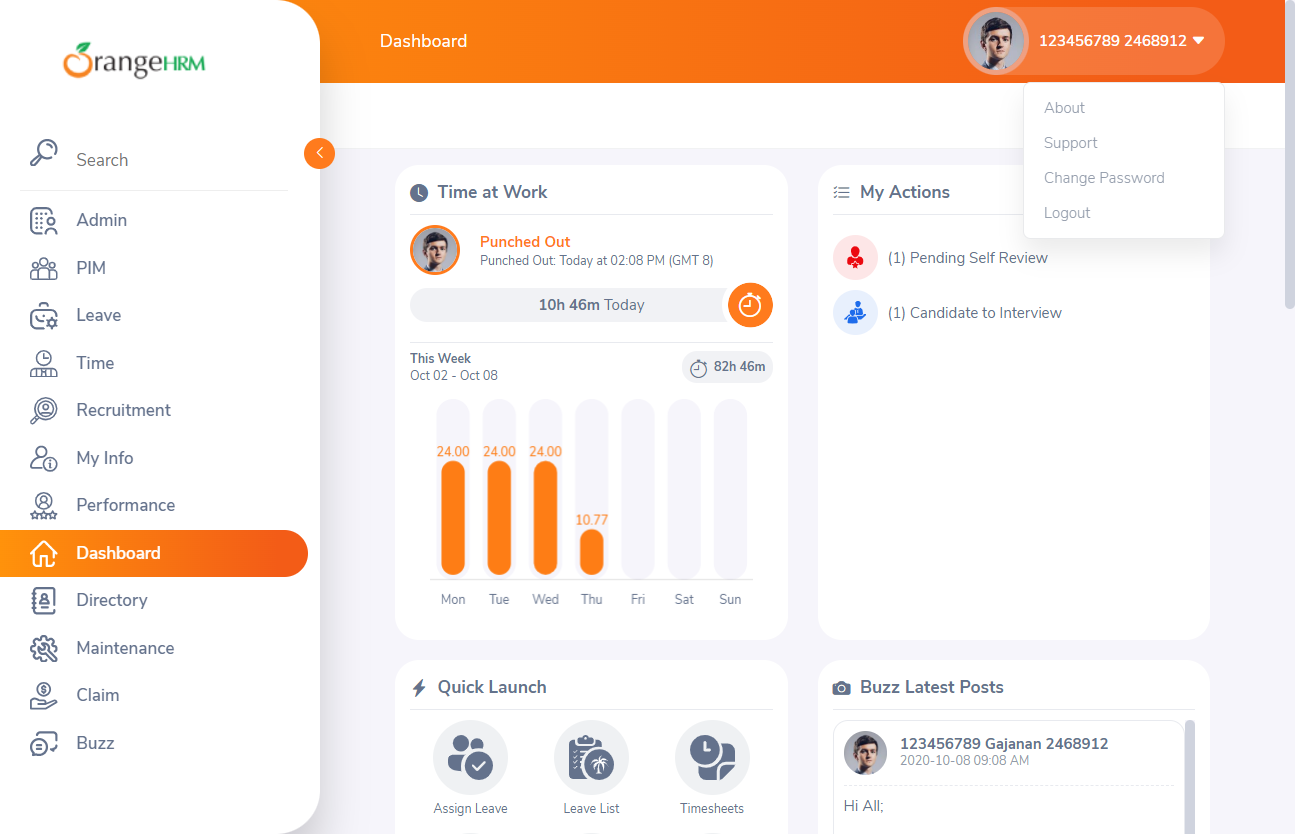 OrangeHRM
Search
Admin
PIM
Leave
Time
Recruitment
My Info
Performance
Dashboard
Directory
Maintenance
Claim
Buzz
Dashboard
123456789 2468912
About
Support
Change Password
Logout
Time at Work
Punched Out
Punched Out: Today at 02:08 PM (GMT 8)
10h 46m Today
This Week
Oct 02 - Oct 08
82h 46m
24.00 24.00 24.00
10.77
Mon Tue Wed Thu Fri Sat Sun
My Actions
(1) Pending Self Review
(1) Candidate to Interview
Quick Launch
Assign Leave Leave List Timesheets
Buzz Latest Posts
123456789 Gajanan 2468912
2020-10-08 09:08 AM
Hi All;